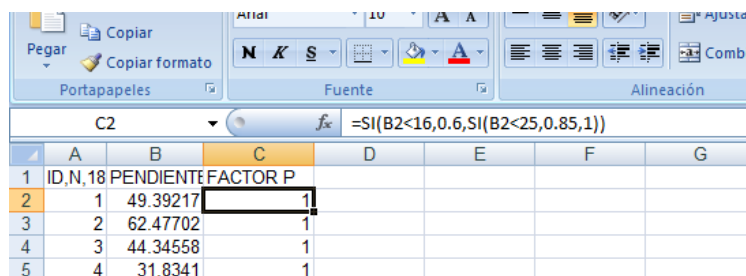 Copiar
Pegar
Copiar formato
Portapapeles
Arial 10 A A
N K S A
Fuente
Ajusta
Comb
Alineación
C2 fx =SI(B2<16,0.6,SI(B2<25,0.85,1))
A B C D E F G
1 ID,N,18 PENDIENTE FACTOR P
2 1 49.39217 1
3 2 62.47702 1
4 3 44.34558 1
5 4 31.8341 1